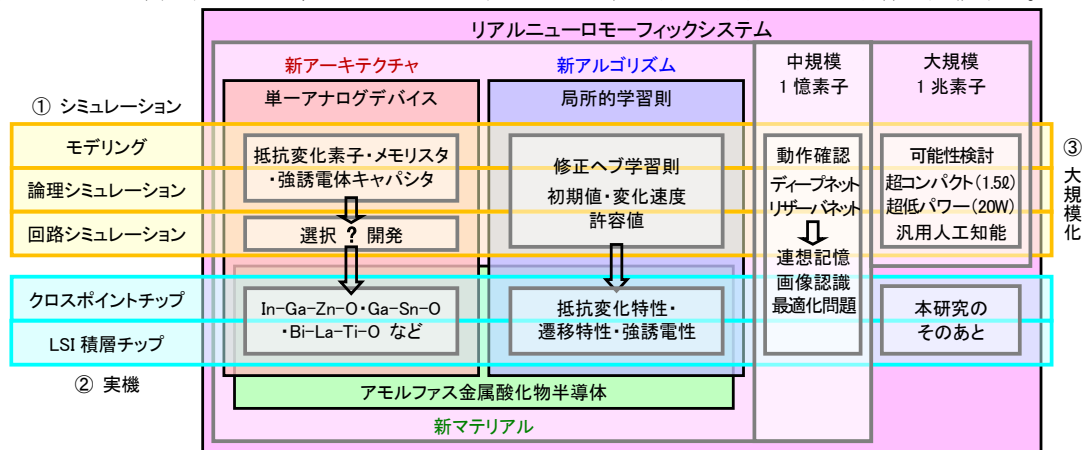 リアルニューロモーフィックシステム
新アーキテクチャ
新アルゴリズム
中規模
1億素子
大規模
1兆素子
① シミュレーション
単一アナログデバイス
局所的学習則
モデリング
論理シミュレーション
回路シミュレーション
抵抗変化素子・メモリスタ
・強誘電体キャパシタ
選択 ? 開発
修正ヘブ学習則
初期値・変化速度
許容値
動作確認
ディープネット
リザーバネット
連想記憶
画像認識
最適化問題
可能性検討
超コンパクト(1.5ℓ)
超低パワー(20W)
汎用人工知能
③
大
規
模
化
クロスポイントチップ
LSI 積層チップ
In-Ga-Zn-O・Ga-Sn-O
・Bi-La-Ti-O など
抵抗変化特性・
遷移特性・強誘電性
本研究の
そのあと
② 実機
アモルファス金属酸化物半導体
新マテリアル